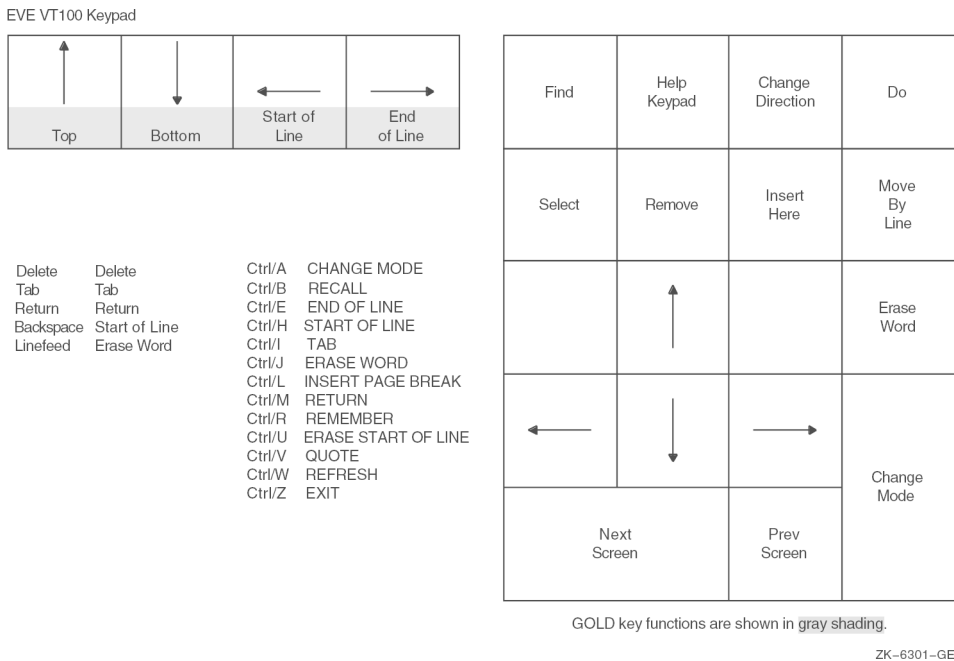 EVE VT100 Keypad
Top
Bottom
Start of
Line
End
of Line
Find
Help
Keypad
Change
Direction
Do
Select
Remove
Insert
Here
Move
By
Line
Erase
Word
Change
Mode
Next
Screen
Prev
Screen
Delete Delete
Tab Tab
Return Return
Backspace Start of Line
Linefeed Erase Word
Ctrl/A CHANGE MODE
Ctrl/B RECALL
Ctrl/E END OF LINE
Ctrl/H START OF LINE
Ctrl/I TAB
Ctrl/J ERASE WORD
Ctrl/L INSERT PAGE BREAK
Ctrl/M RETURN
Ctrl/R REMEMBER
Ctrl/U ERASE START OF LINE
Ctrl/V QUOTE
Ctrl/W REFRESH
Ctrl/Z EXIT
GOLD key functions are shown in gray shading.
ZK–6301–GE